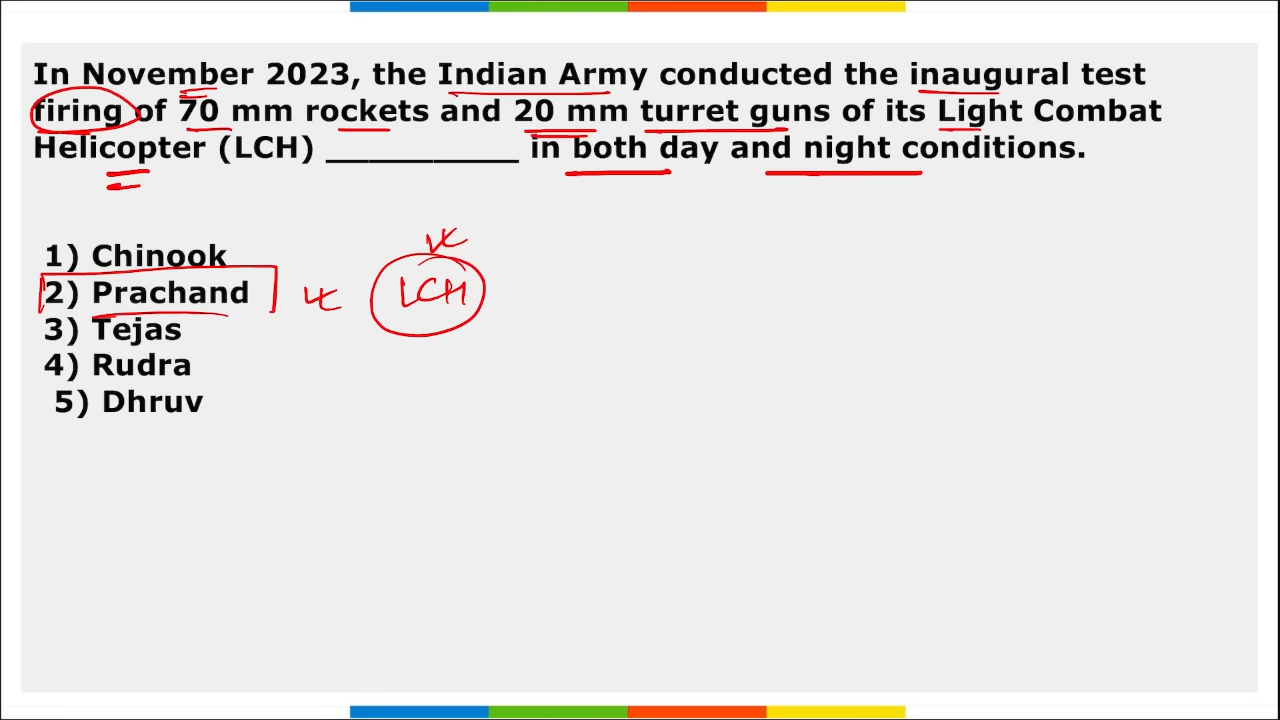 In November 2023, the Indian Army conducted the inaugural test
firing of 70 mm rockets and 20 mm turret guns of its Light Combat
Helicopter (LCH) ___________ in both day and night conditions.
1) Chinook
2) Prachand
LCH
3) Tejas
4) Rudra
5) Dhruv